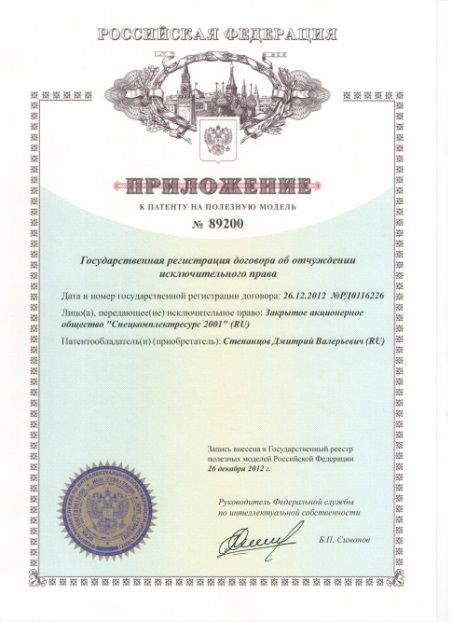 РОССИЙСКАЯ ФЕДЕРАЦИЯ
ПРИЛОЖЕНИЕ
К ПАТЕНТУ НА ПОЛЕЗНУЮ МОДЕЛЬ
№ 89200
Государственная регистрация договора об отчуждении
исключительного права
Дата и номер государственной регистрации договора: 26.12.2012 №РД0116226
Лицо(а), передающее(ие) исключительное право: Закрытое акционерное
общество "Спецкомплектресурс 2001" (RU)
Патентообладатель(и) (приобретатель): Степанцов Дмитрий Валерьевич (RU)
Запись внесена в Государственный реестр
полезных моделей Российской Федерации
26 декабря 2012 г.
Руководитель Федеральной службы
по интеллектуальной собственности
Б.П. Симонов